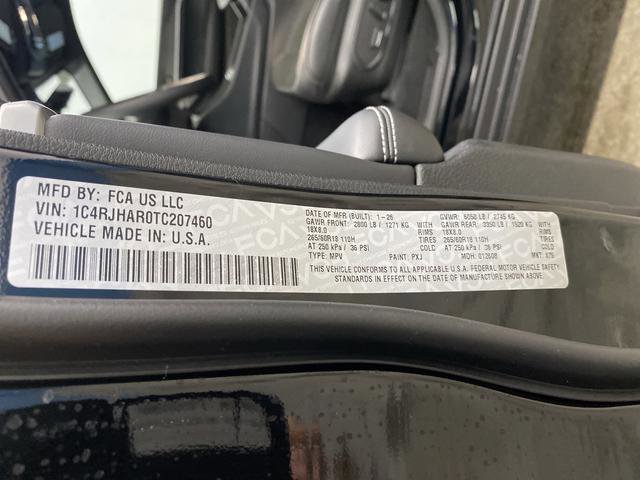 MFD BY: FCA US LLC
VIN: 1C4RJHAR0TC207460
VEHICLE MADE IN: U.S.A.
DATE OF MFR (BUILT): 1-26 GVWR: 6050 LB / 2745 KG
GAWR FRONT: 2800 LB / 1271 KG WITH GAWR REAR: 3350 LB / 1520 KG WITH
18X8.0 RIMS 18X8.0 RIMS
265/60R18 110H TIRES 265/60R18 110H TIRES
AT 250 kPa / 36 PSI COLD AT 250 kPa / 36 PSI COLD
TYPE: MPV PAINT: PXJ MDH: 012608 MKT: X79
THIS VEHICLE CONFORMS TO ALL APPLICABLE U.S.A. FEDERAL MOTOR VEHICLE SAFETY
STANDARDS IN EFFECT ON THE DATE OF MANUFACTURE SHOWN ABOVE.